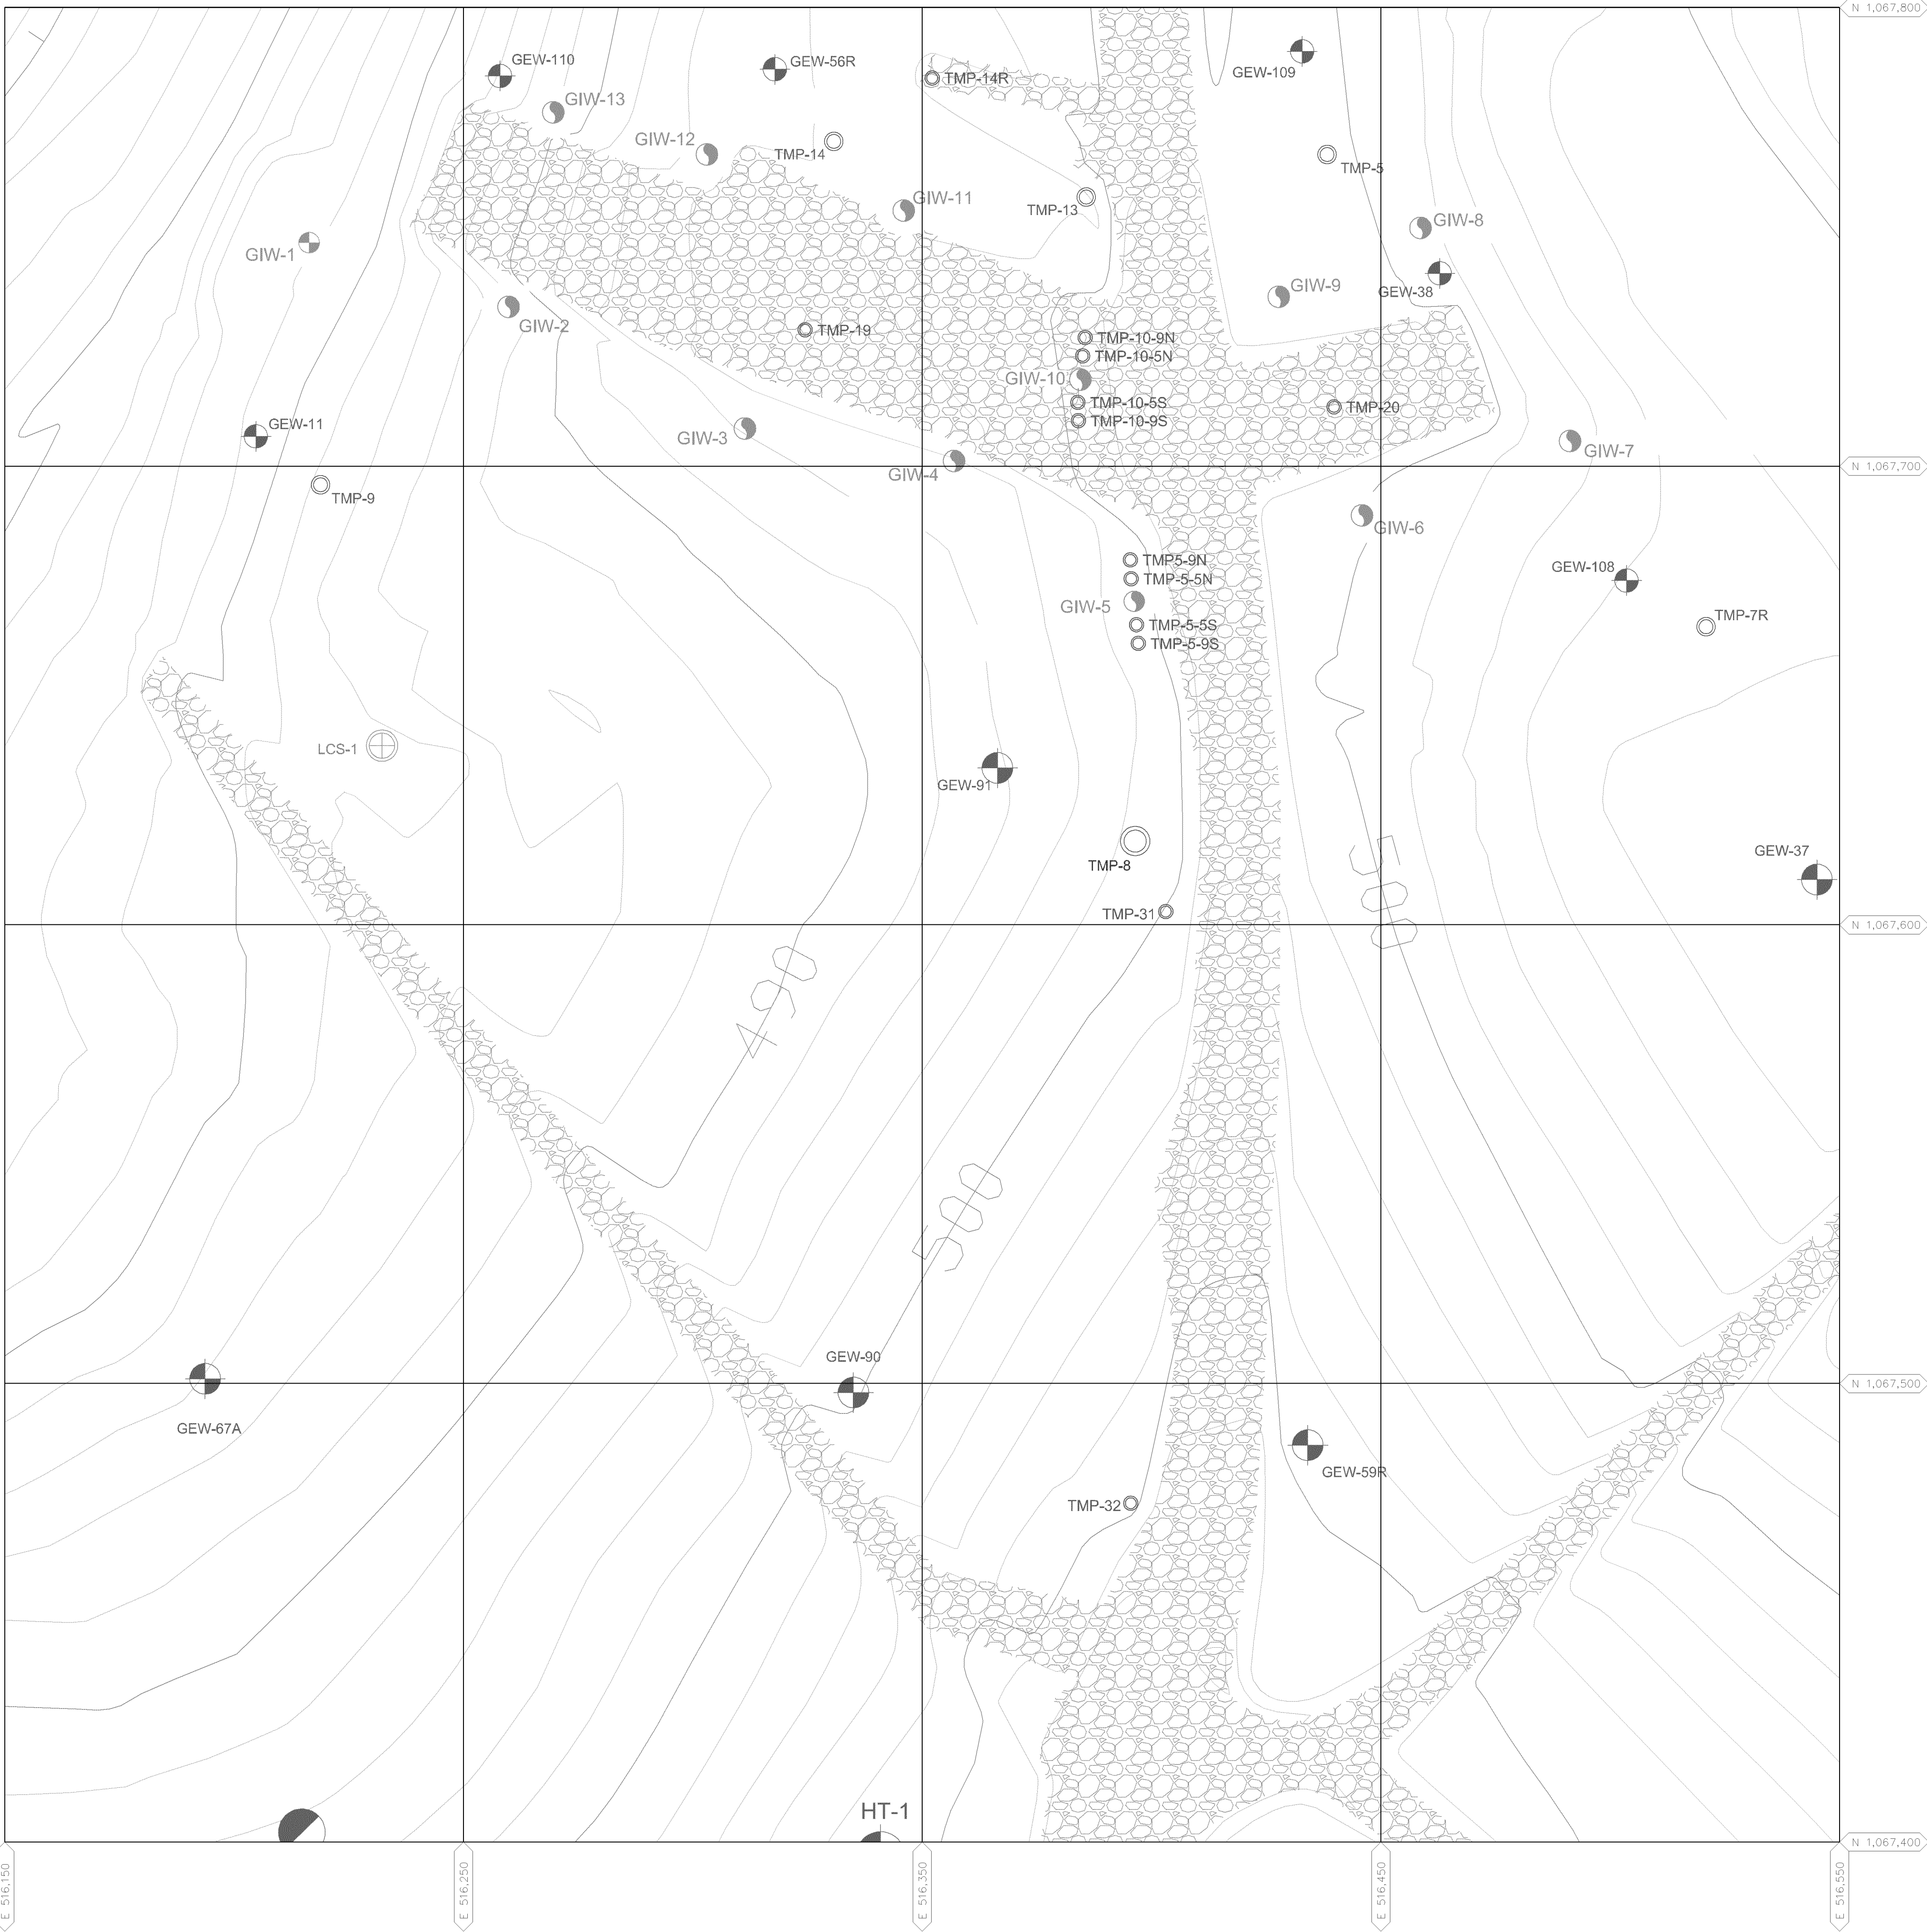 N 1,067,800
GEW-110
GEW-56R
GEW-109
TMP-14R
GIW-13
GIW-12
TMP-14
TMP-5
GIW-11
TMP-13
GIW-8
GIW-1
GEW-38
GIW-9
GIW-2
TMP-19
TMP-10-9N
TMP-10-5N
GIW-10
TMP-10-5S
TMP-20
TMP-10-9S
GEW-11
GIW-3
GIW-7
GIW-4
N 1,067,700
TMP-9
GIW-6
TMP5-9N
GEW-108
TMP-5-5N
GIW-5
TMP-7R
TMP-5-5S
TMP-5-9S
LCS-1
GEW-91
GEW-37
TMP-8
500
TMP-31
N 1,067,600
490
500
GEW-90
N 1,067,500
GEW-67A
GEW-59R
TMP-32
HT-1
N 1,067,400
E 516,150
E 516,250
E 516,350
E 516,450
E 516,550